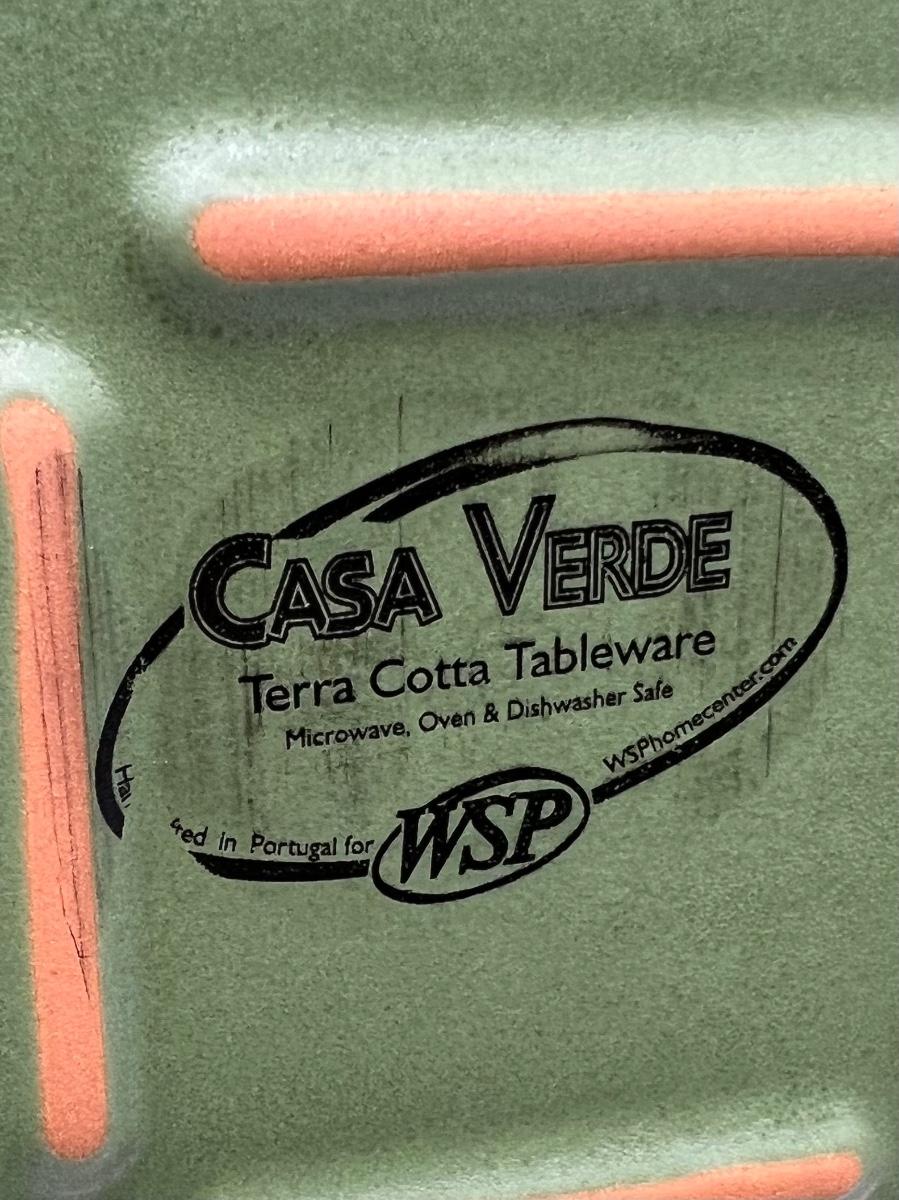 CASA VERDE
Terra Cotta Tableware
Microwave, Oven & Dishwasher Safe
in Portugal for
WSP
WSPhomecenter.com